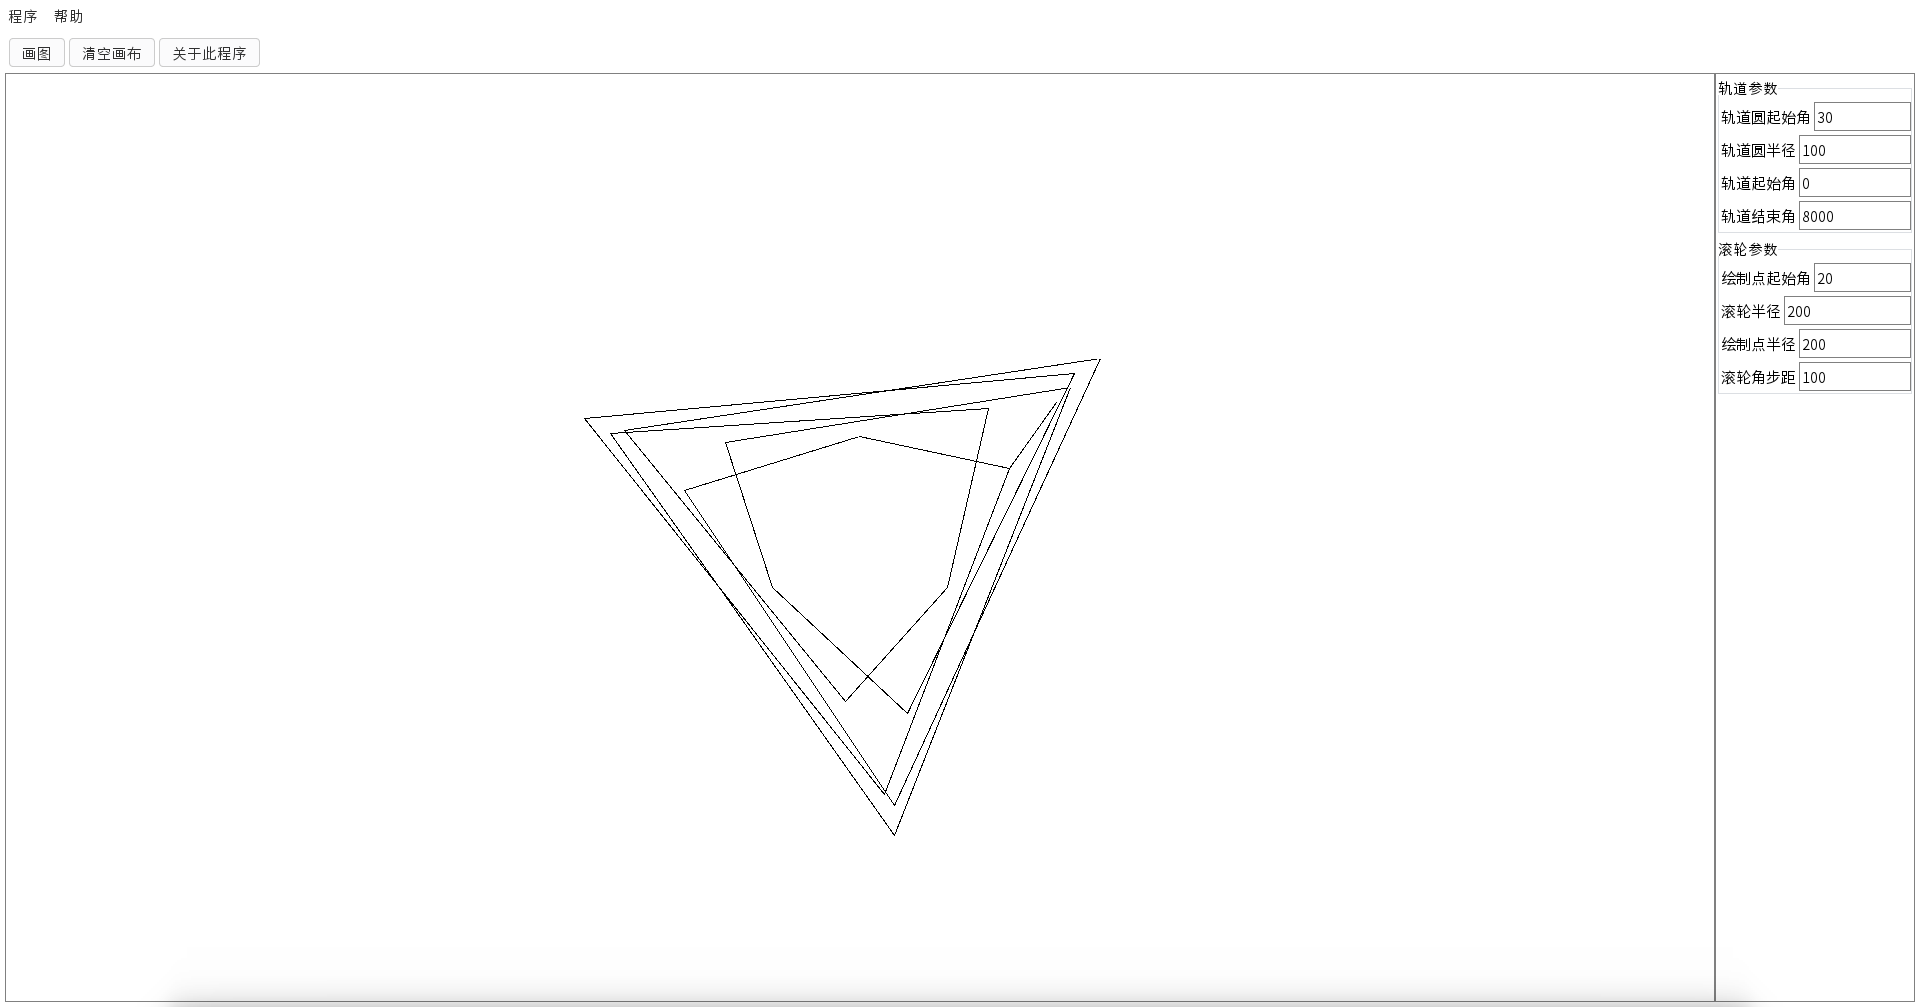 程序 帮助
画图 清空画布 关于此程序
轨道参数
轨道圆起始角 30
轨道圆半径 100
轨道起始角 0
轨道结束角 8000
滚轮参数
绘制点起始角 20
滚轮半径 200
绘制点半径 200
滚轮角步距 100